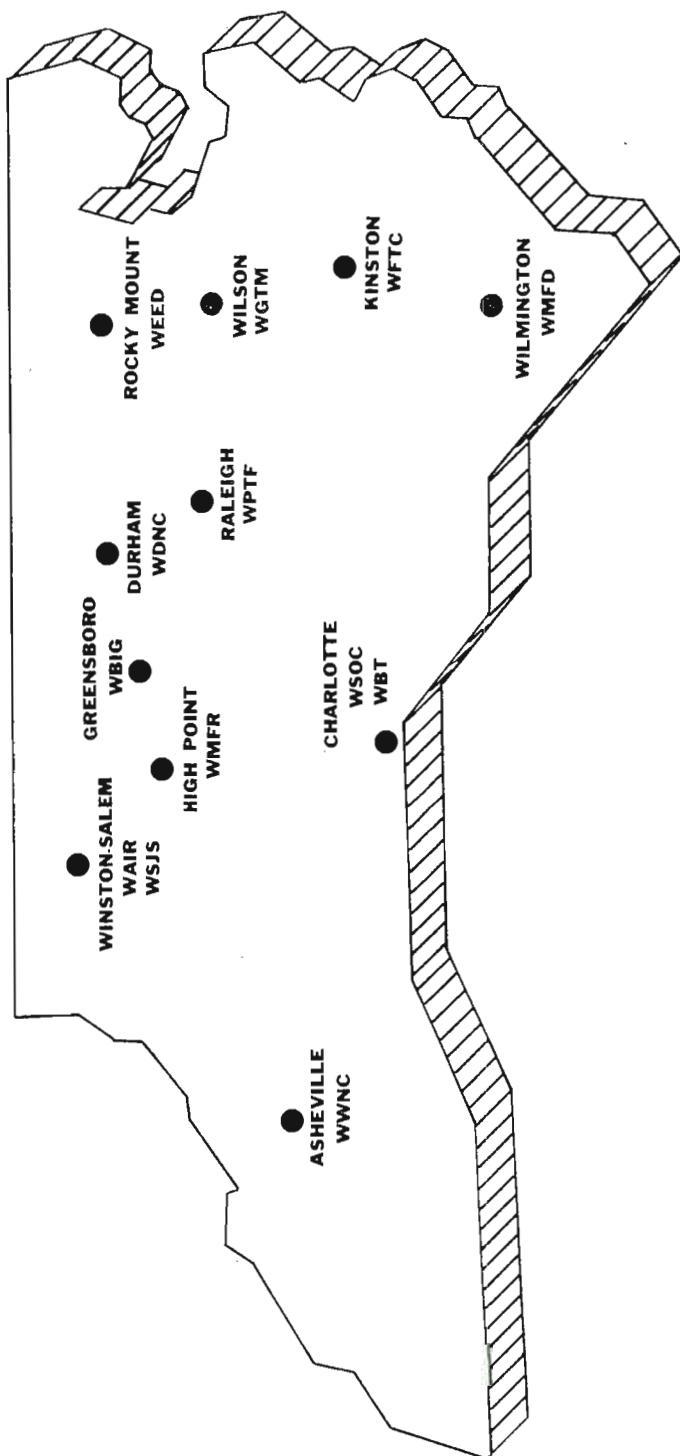 WINSTON-SALEM
WAIR
WSJS
GREENSBORO
WBIG
HIGH POINT
WMFR
DURHAM
WDNC
RALEIGH
WPTF
ROCKY MOUNT
WEED
WILSON
WGTM
KINSTON
WFTC
WILMINGTON
WMFD
CHARLOTTE
WSOC
WBT
ASHEVILLE
WWNC